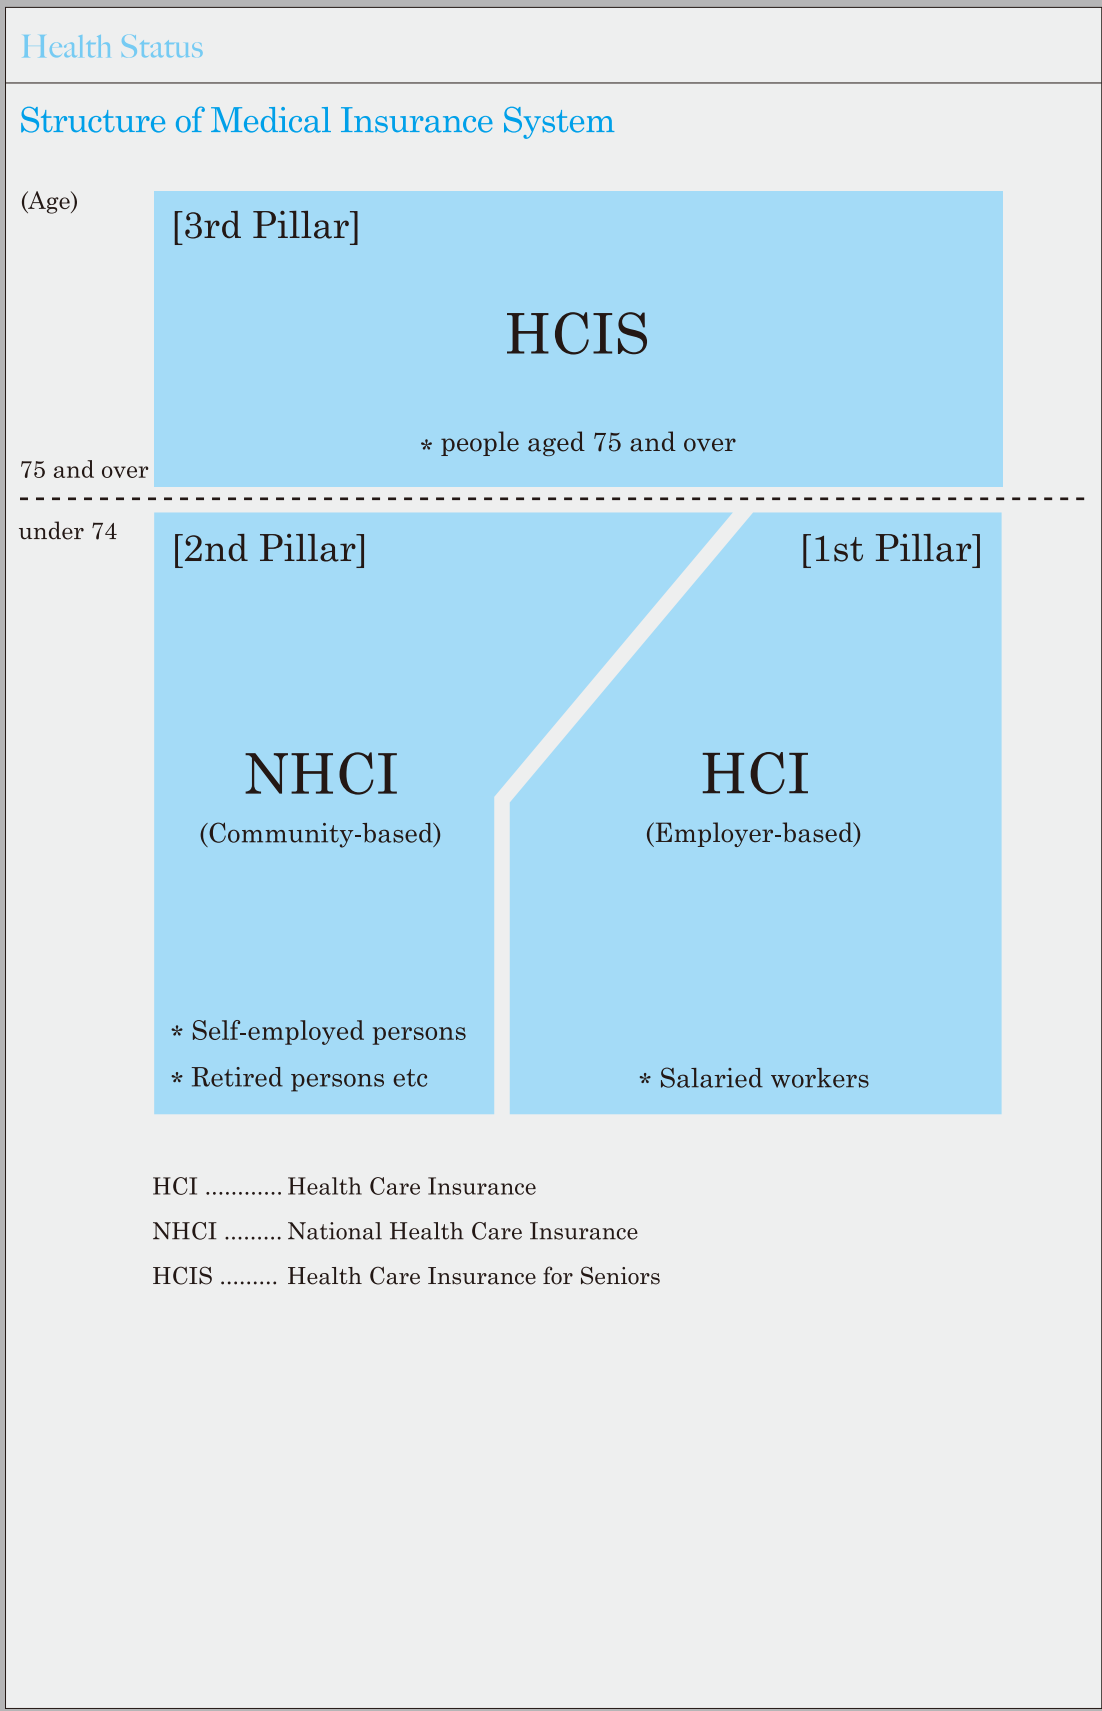 Health Status
Structure of Medical Insurance System
(Age)
[3rd Pillar]
HCIS
* people aged 75 and over
75 and over
under 74
[2nd Pillar]
[1st Pillar]
NHCI
(Community-based)
HCI
(Employer-based)
* Self-employed persons
* Retired persons etc
* Salaried workers
HCI ............ Health Care Insurance
NHCI ......... National Health Care Insurance
HCIS ......... Health Care Insurance for Seniors